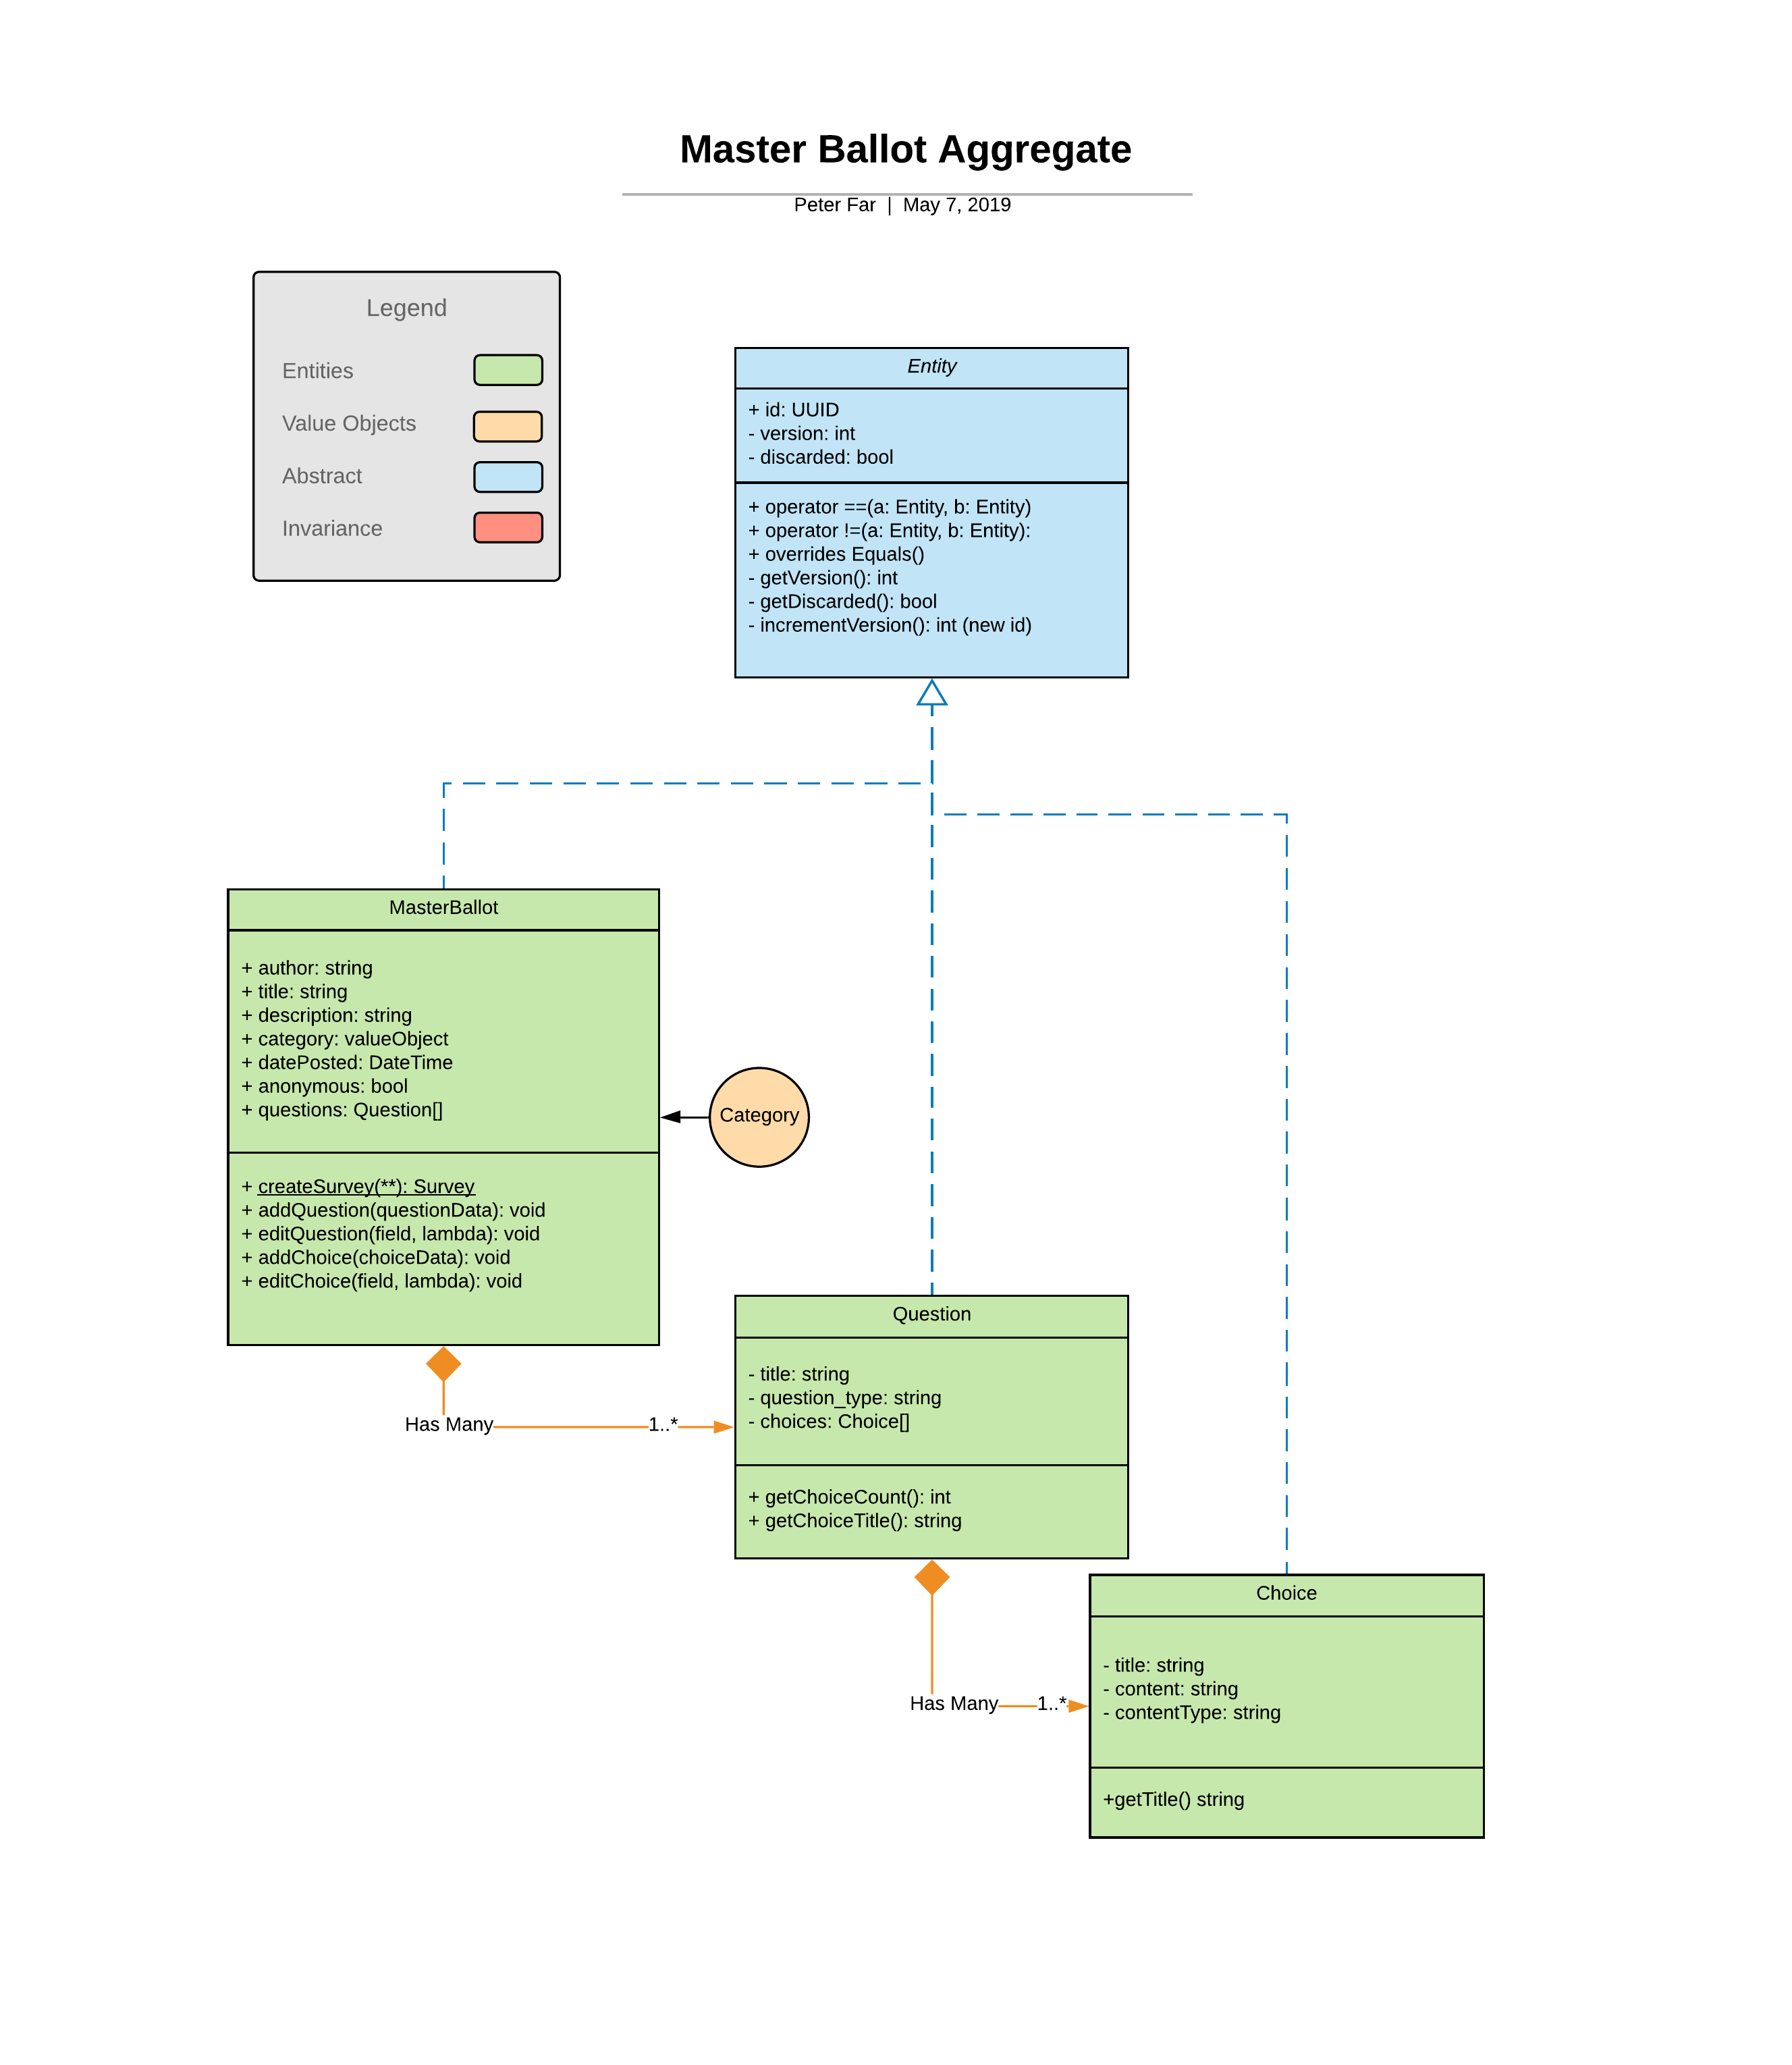 Master Ballot Aggregate
Peter Far | May 7, 2019
Legend
Entities
Value Objects
Abstract
Invariance
Entity
+ id: UUID
- version: int
- discarded: bool
+ operator ==(a: Entity, b: Entity)
+ operator !=(a: Entity, b: Entity):
+ overrides Equals()
- getVersion(): int
- getDiscarded(): bool
- incrementVersion(): int (new id)
MasterBallot
+ author: string
+ title: string
+ description: string
+ category: valueObject
+ datePosted: DateTime
+ anonymous: bool
+ questions: Question[]
+ createSurvey(**): Survey
+ addQuestion(questionData): void
+ editQuestion(field, lambda): void
+ addChoice(choiceData): void
+ editChoice(field, lambda): void
Category
Has Many
1..*
Question
- title: string
- question_type: string
- choices: Choice[]
+ getChoiceCount(): int
+ getChoiceTitle(): string
Has Many
1..*
Choice
- title: string
- content: string
- contentType: string
+getTitle() string